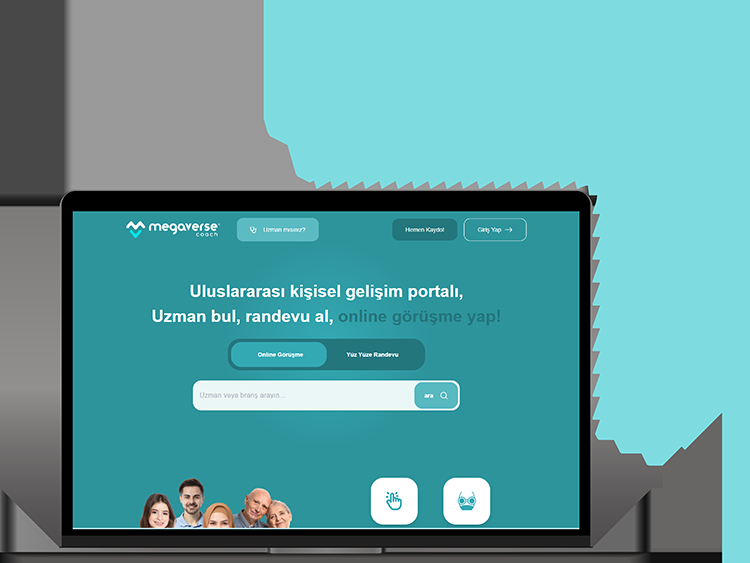 megaverse
coach
Uzman mısınız?
Hemen Kaydol
Giriş Yap
Uluslararası kişisel gelişim portalı,
Uzman bul, randevu al, online görüşme yap!
Online Görüşme
Yüz Yüze Randevu
Uzman veya branş arayın...
ara